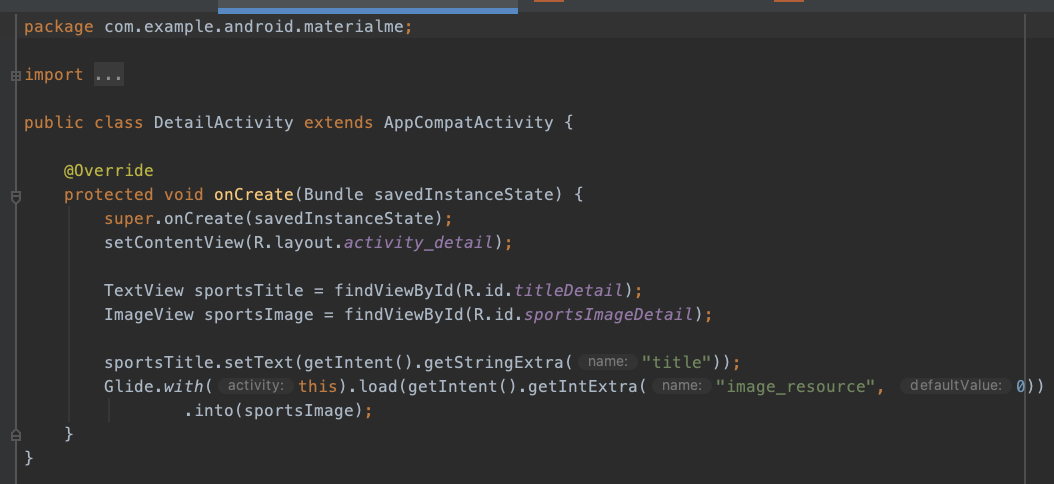 package com.example.android.materialme;
import ...
public class DetailActivity extends AppCompatActivity {
@Override
protected void onCreate(Bundle savedInstanceState) {
super.onCreate(savedInstanceState);
setContentView(R.layout.activity_detail);
TextView sportsTitle = findViewById(R.id.titleDetail);
ImageView sportsImage = findViewById(R.id.sportsImageDetail);
sportsTitle.setText(getIntent().getStringExtra( name: "title"));
Glide.with( activity: this).load(getIntent().getIntExtra( name: "image_resource", defaultValue: 0))
.into(sportsImage);
}
}